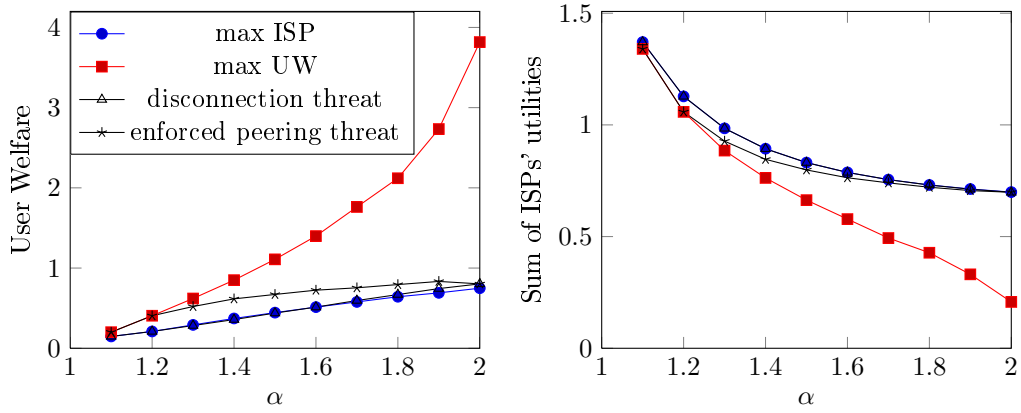 max ISP
max UW
disconnection threat
enforced peering threat
User Welfare
4
3
2
1
0
1
1.2
1.4
1.6
1.8
2
α
Sum of ISPs' utilities
1.5
1
0.5
0
1
1.2
1.4
1.6
1.8
2
α